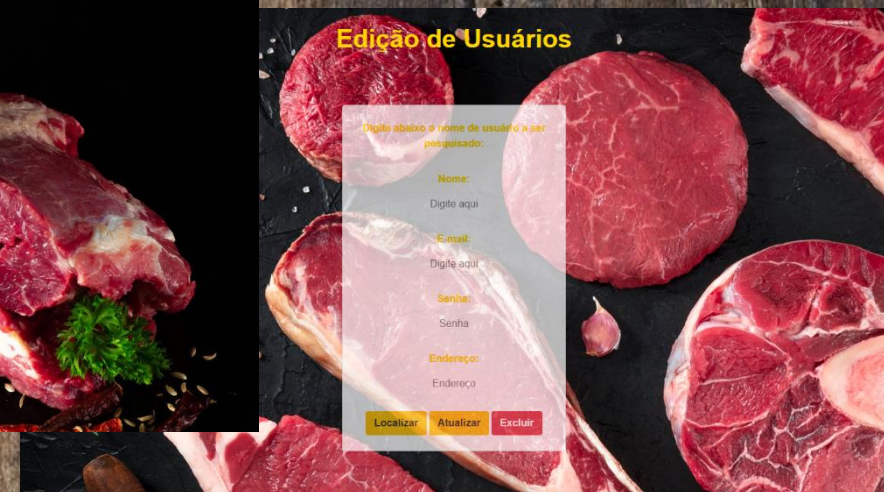 Edição de Usuários
Digite abaixo o nome de usuário a ser
pesquisado:
Nome:
Digite aqui
E-mail:
Digite aqui
Senha:
Senha
Endereço:
Endereço
Localizar Atualizar Excluir